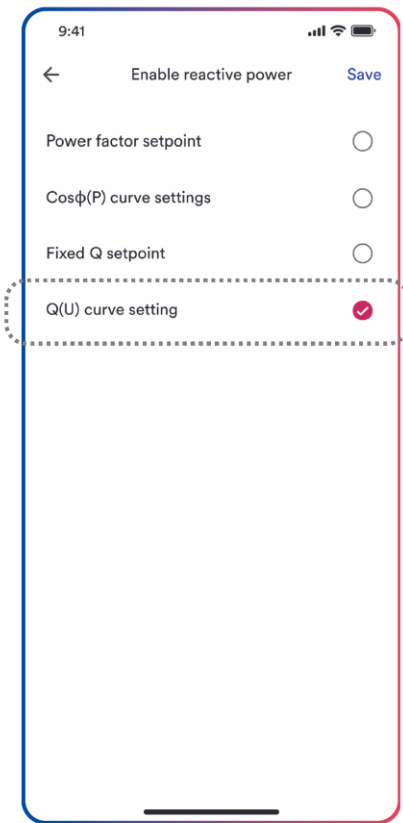 9:41
Enable reactive power Save
Power factor setpoint
Cosϕ(P) curve settings
Fixed Q setpoint
Q(U) curve setting